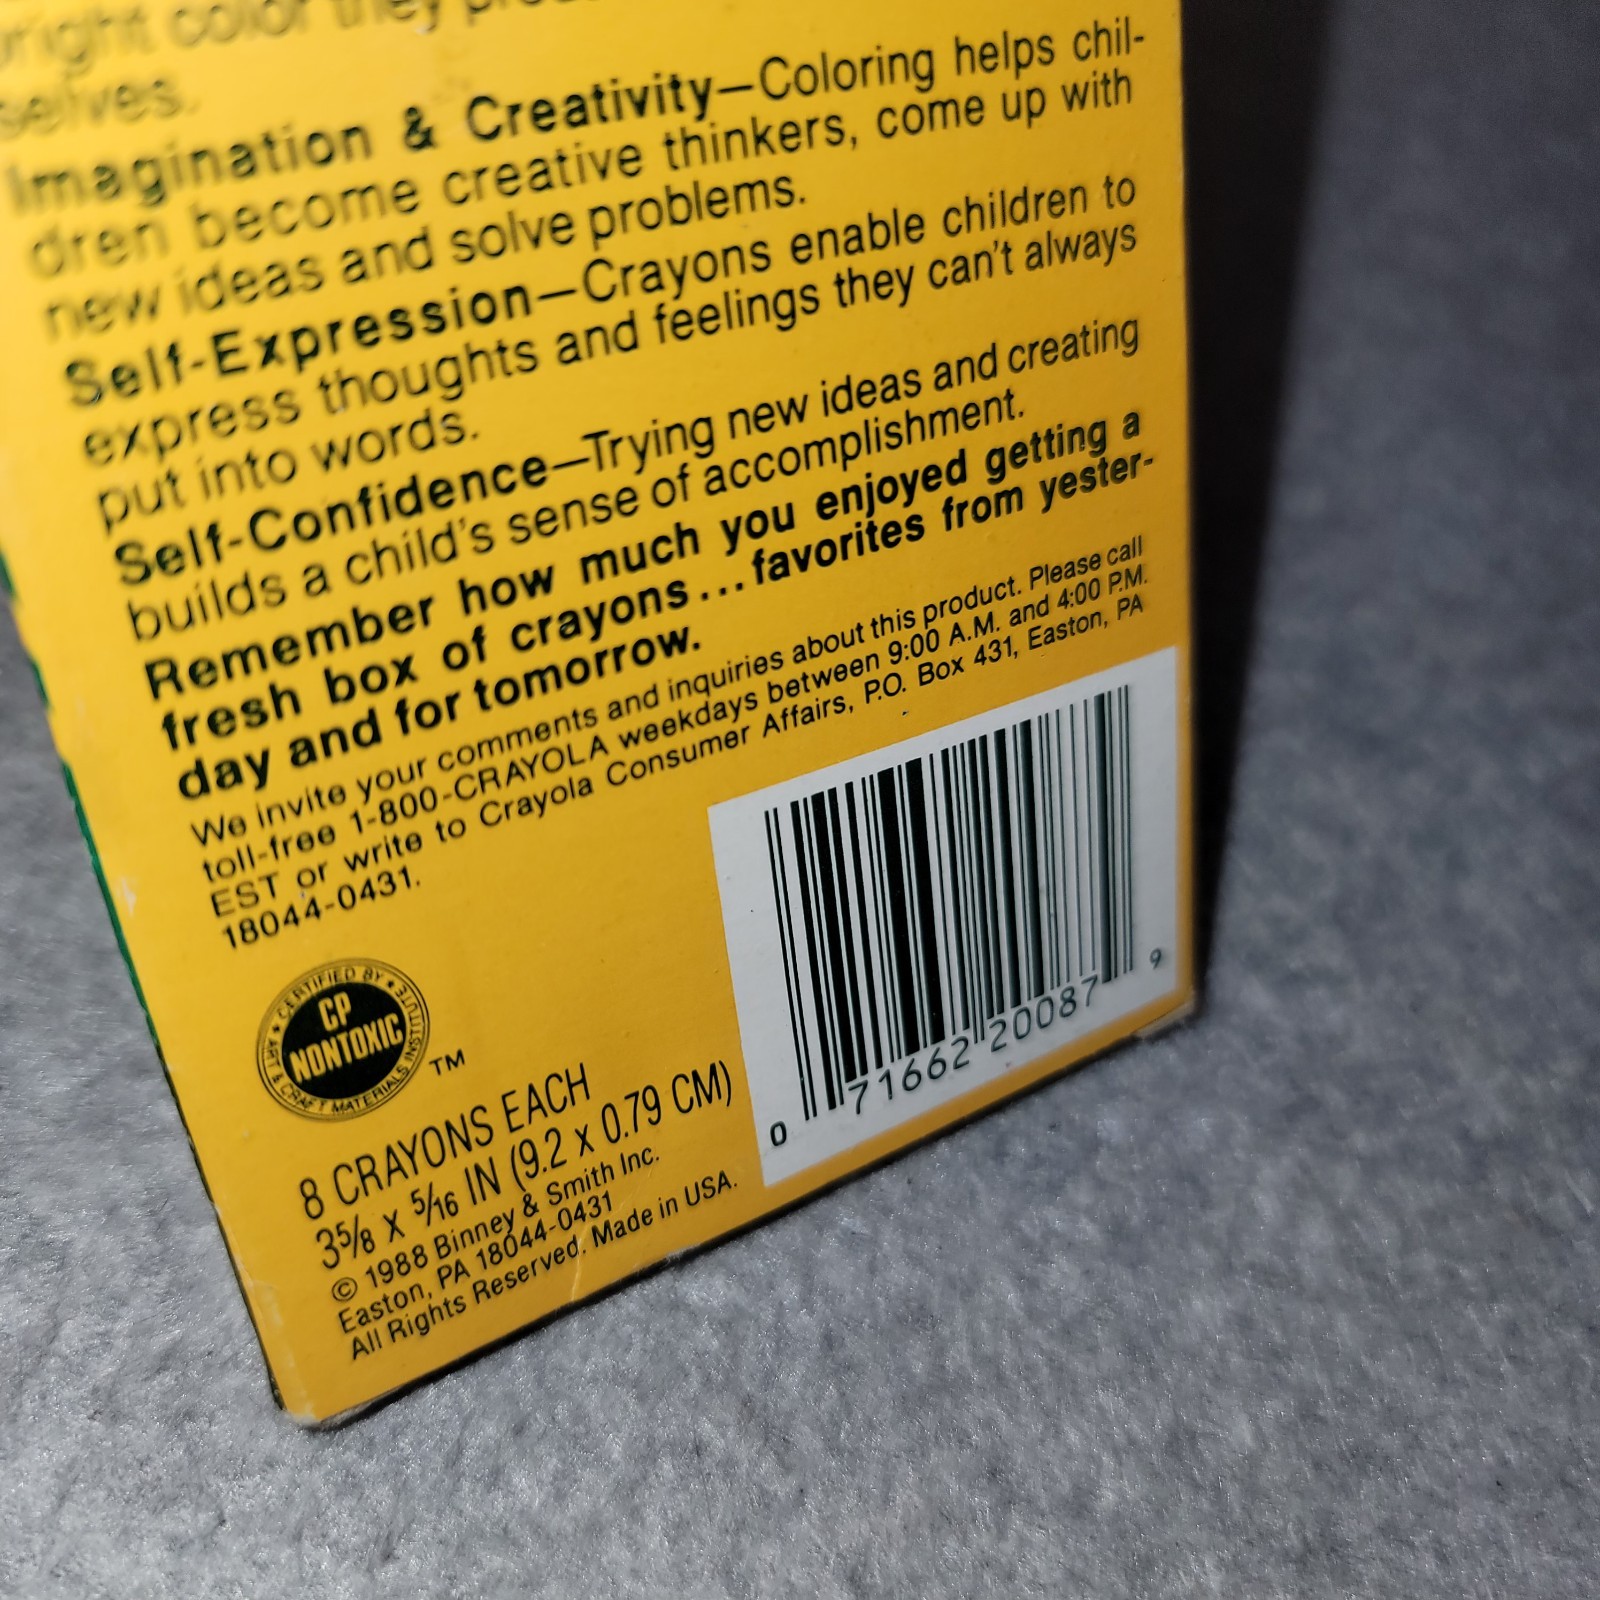 right color they
selves.
Imagination & Creativity—Coloring helps chil-
dren become creative thinkers, come up with
new ideas and solve problems.
Self-Expression—Crayons enable children to
express thoughts and feelings they can't always
put into words.
Self-Confidence—Trying new ideas and creating
builds a child's sense of accomplishment.
Remember how much you enjoyed getting a
fresh box of crayons...favorites from yester-
day and for tomorrow.
We invite your comments and inquiries about this product. Please call
toll-free 1-800-CRAYOLA weekdays between 9:00 A.M. and 4:00 P.M.
EST or write to Crayola Consumer Affairs, P.O. Box 431, Easton, PA
18044-0431.
CERTIFIED BY
ART & CRAFT MATERIALS INSTITUTE
CP
NONTOXIC
TM
8 CRAYONS EACH
3⅝ X 5/16 IN (9.2 X 0.79 CM)
© 1988 Binney & Smith Inc.
Easton, PA 18044-0431
All Rights Reserved. Made in USA.
0 71662 20087 9